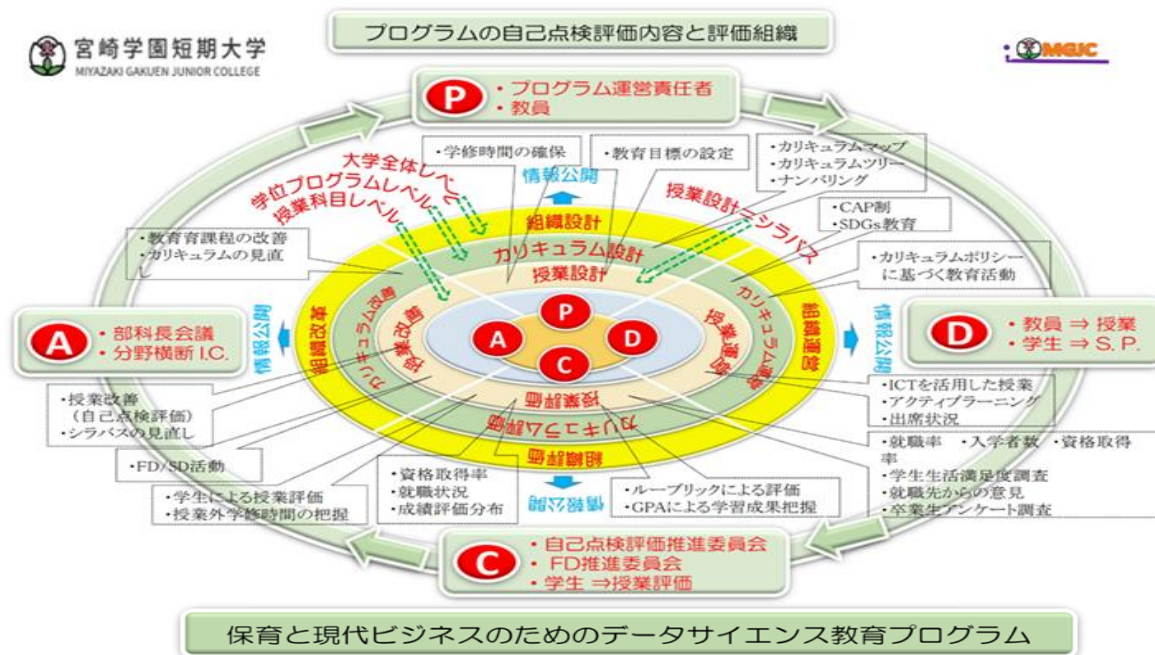 プログラムの自己点検評価内容と評価組織
宮崎学園短期大学
MIYAZAKI GAKUEN JUNIOR COLLEGE
MGJC
P
・プログラム運営責任者
・教員
・学修時間の確保
・教育目標の設定
・カリキュラムマップ
・カリキュラムツリー
・ナンバリング
大学全体レベル
学位プログラムレベル
授業科目レベル
情報公開
授業設計＝シラバス
・CAP制
・SDGs教育
・教育育課程の改善
・カリキュラムの見直
し
・カリキュラムポリシー
に基づく教育活動
組織設計
カリキュラム設計
授業設計
A
・部科長会議
・分野横断 I.C.
情報公開
組織改革
カリキュラム改善
授業改善
P
A
D
C
授業運営
カリキュラム運営
組織運営
情報公開
D
・教員 ⇒ 授業
・学生 ⇒ S. P.
授業評価
カリキュラム評価
組織評価
情報公開
・授業改善
（自己点検評価）
・シラバスの見直し
・FD/SD活動
・学生による授業評価
・授業外学修時間の把握
・資格取得率
・就職状況
・成績評価分布
・ルーブリックによる評価
・GPAによる学習成果把握
・ICTを活用した授業
・アクティブラーニング
・出席状況
・就職率 ・入学者数 ・資格取得
率
・学生生活満足度調査
・就職先からの意見
・卒業生アンケート調査
C
・自己点検評価推進委員会
・FD推進委員会
・学生 ⇒授業評価
保育と現代ビジネスのためのデータサイエンス教育プログラム